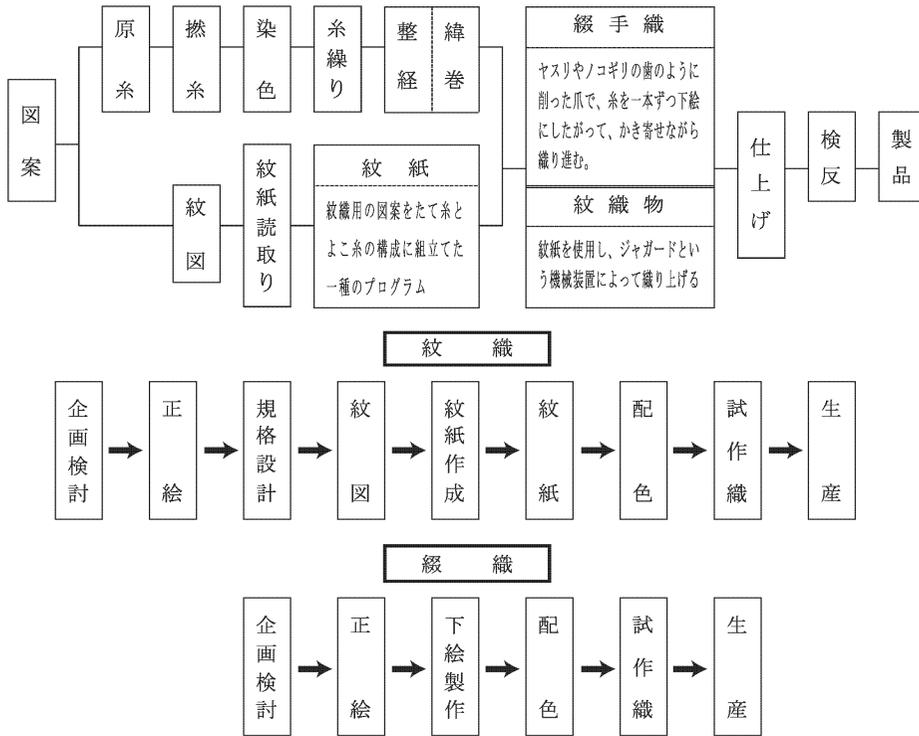 図案
原糸
撚糸
染色
糸繰り
整経
緯巻
紋図
紋紙読取り
紋紙
紋織用の図案をたて糸と
よこ糸の構成に組立てた
一種のプログラム
綴手織
ヤスリやノコギリの歯のように
削った爪で、糸を一本ずつ下絵
にしたがって、かき寄せながら
織り進む。
紋織物
紋紙を使用し、ジャガードとい
う機械装置によって織り上げる
仕上げ
検反
製品
紋織
企画検討
正絵
規格設計
紋図
紋紙作成
紋紙
配色
試作織
生産
綴織
企画検討
正絵
下絵製作
配色
試作織
生産